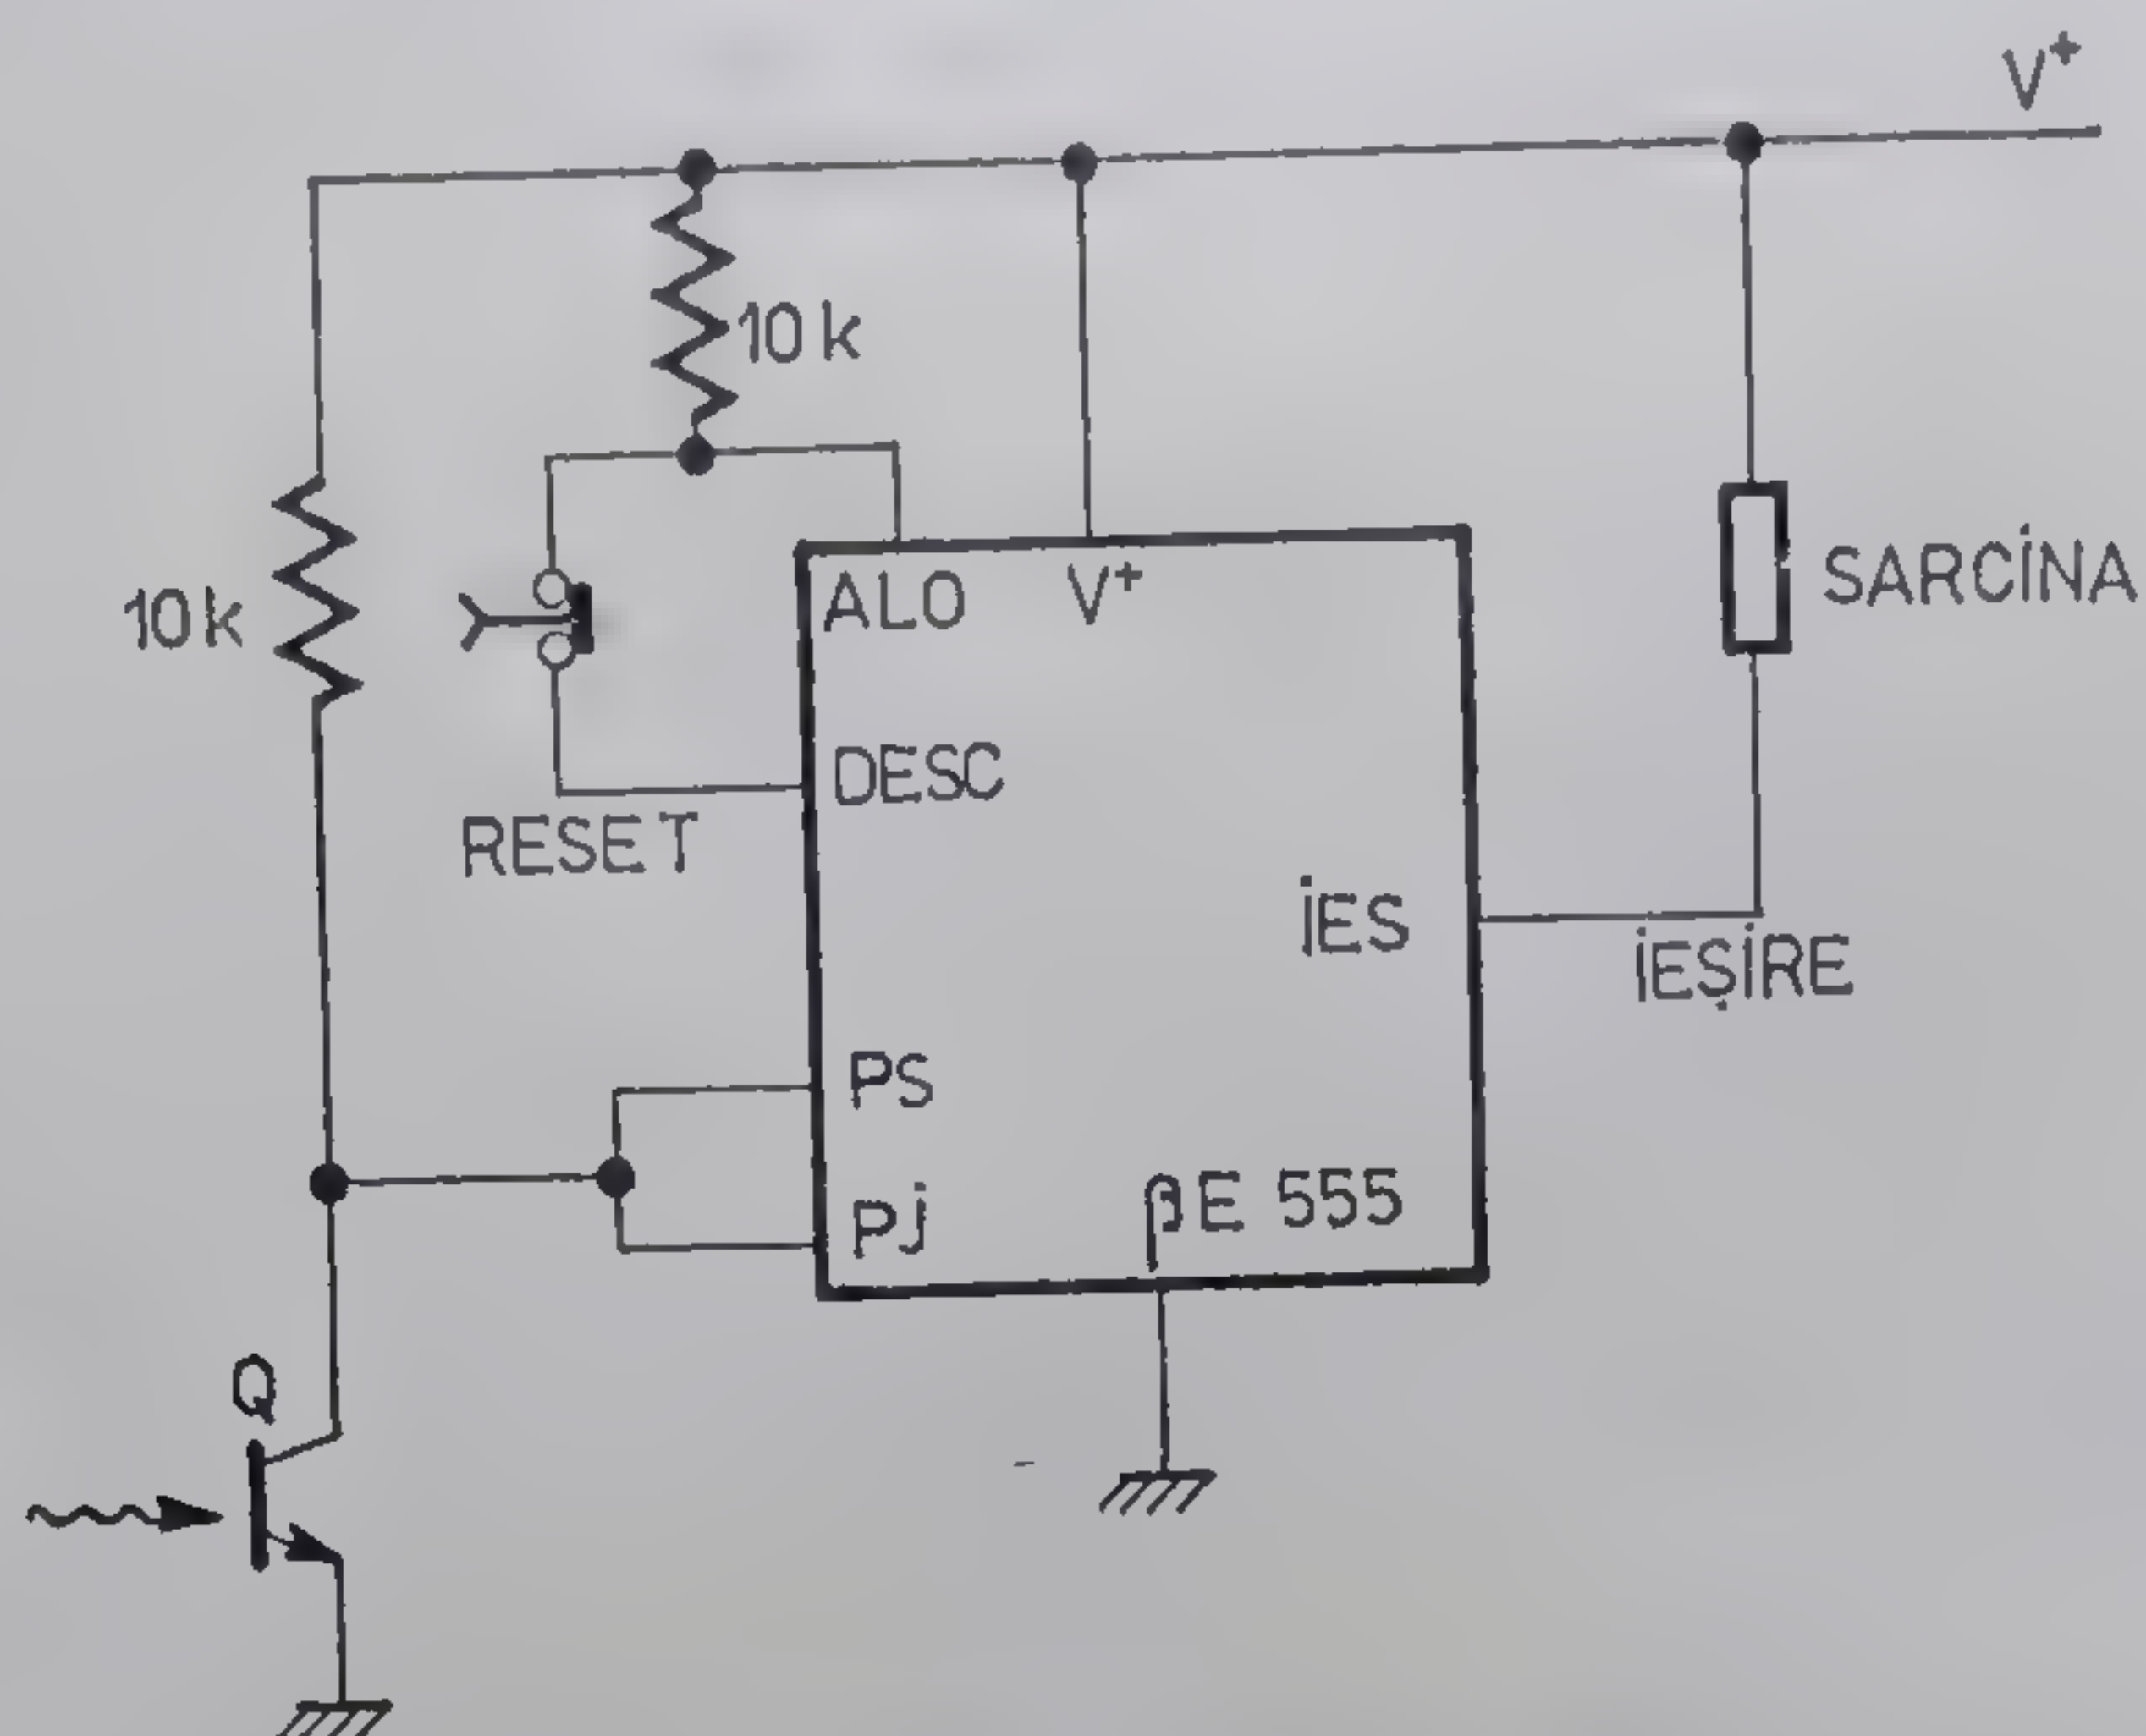 V+
10 k
10 k
ALO
V+
SARCİNA
DESC
RESET
İES
İEŞİRE
PS
Pj
βE 555
Q